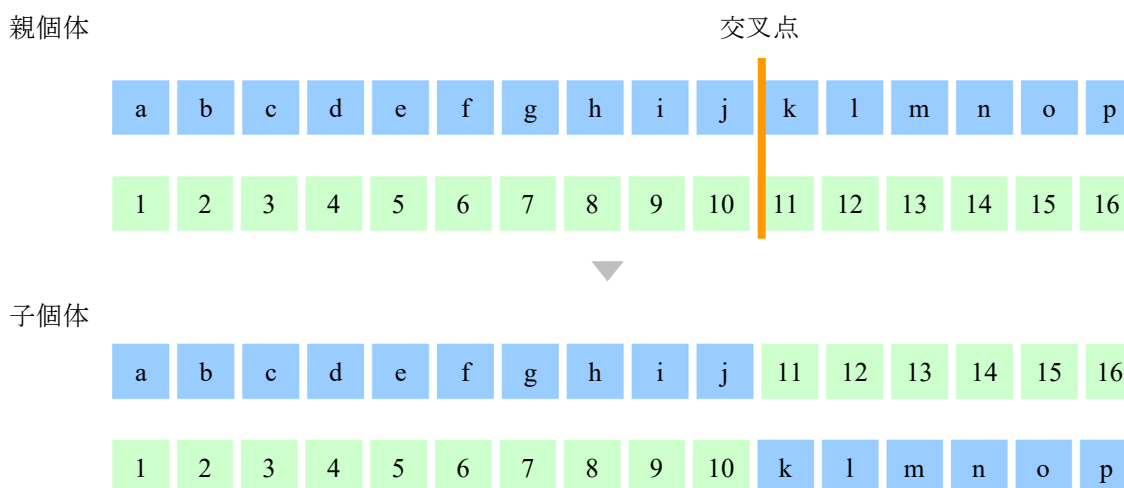 親個体 交叉点
a b c d e f g h i j k l m n o p
1 2 3 4 5 6 7 8 9 10 11 12 13 14 15 16
子個体
a b c d e f g h i j 11 12 13 14 15 16
1 2 3 4 5 6 7 8 9 10 k l m n o p